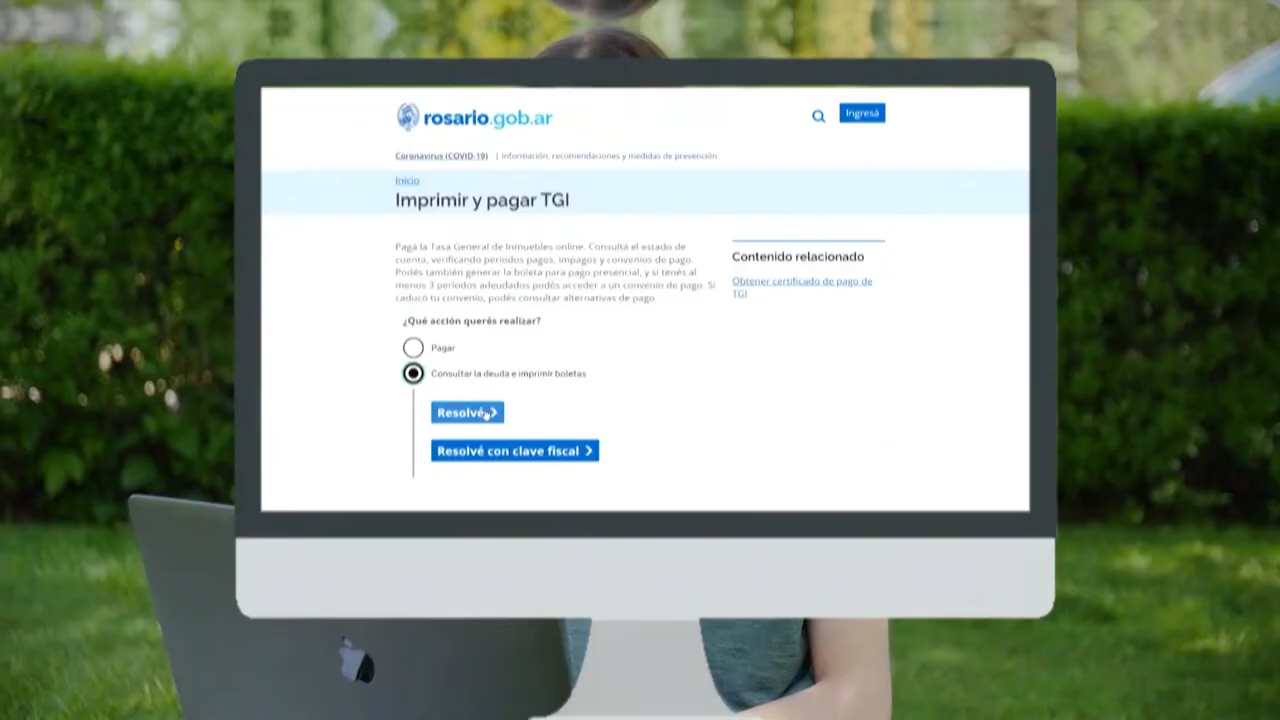 rosario.gob.ar
Ingresá
Coronavirus (COVID-19) | Información, recomendaciones y medidas de prevención
Inicio
Imprimir y pagar TGI
Pagá la Tasa General de Inmuebles online. Consultá el estado de
cuenta, verificando periodos pagos, impagos y convenios de pago.
Podés también generar la boleta para pago presencial, y si tenés al
menos 3 periodos adeudados podés acceder a un convenio de pago. Si
caducó tu convenio, podés consultar alternativas de pago
¿Qué acción querés realizar?
Pagar
Consultar la deuda e imprimir boletas
Resolvé
Resolvé con clave fiscal
Contenido relacionado
Obtener certificado de pago de
TGI